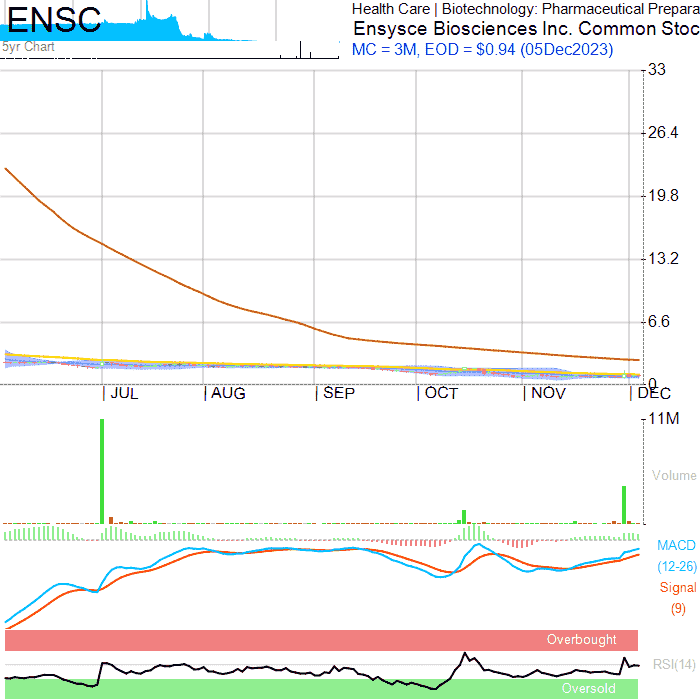 ENSC
Health Care | Biotechnology: Pharmaceutical Prepara
Ensysce Biosciences Inc. Common Stoc
MC = 3M, EOD = $0.94 (05Dec2023)
5yr Chart
33
26.4
19.8
13.2
6.6
0
JUL AUG SEP OCT NOV DEC
11M
Volume
MACD
(12-26)
Signal
(9)
Overbought
RSI(14)
Oversold